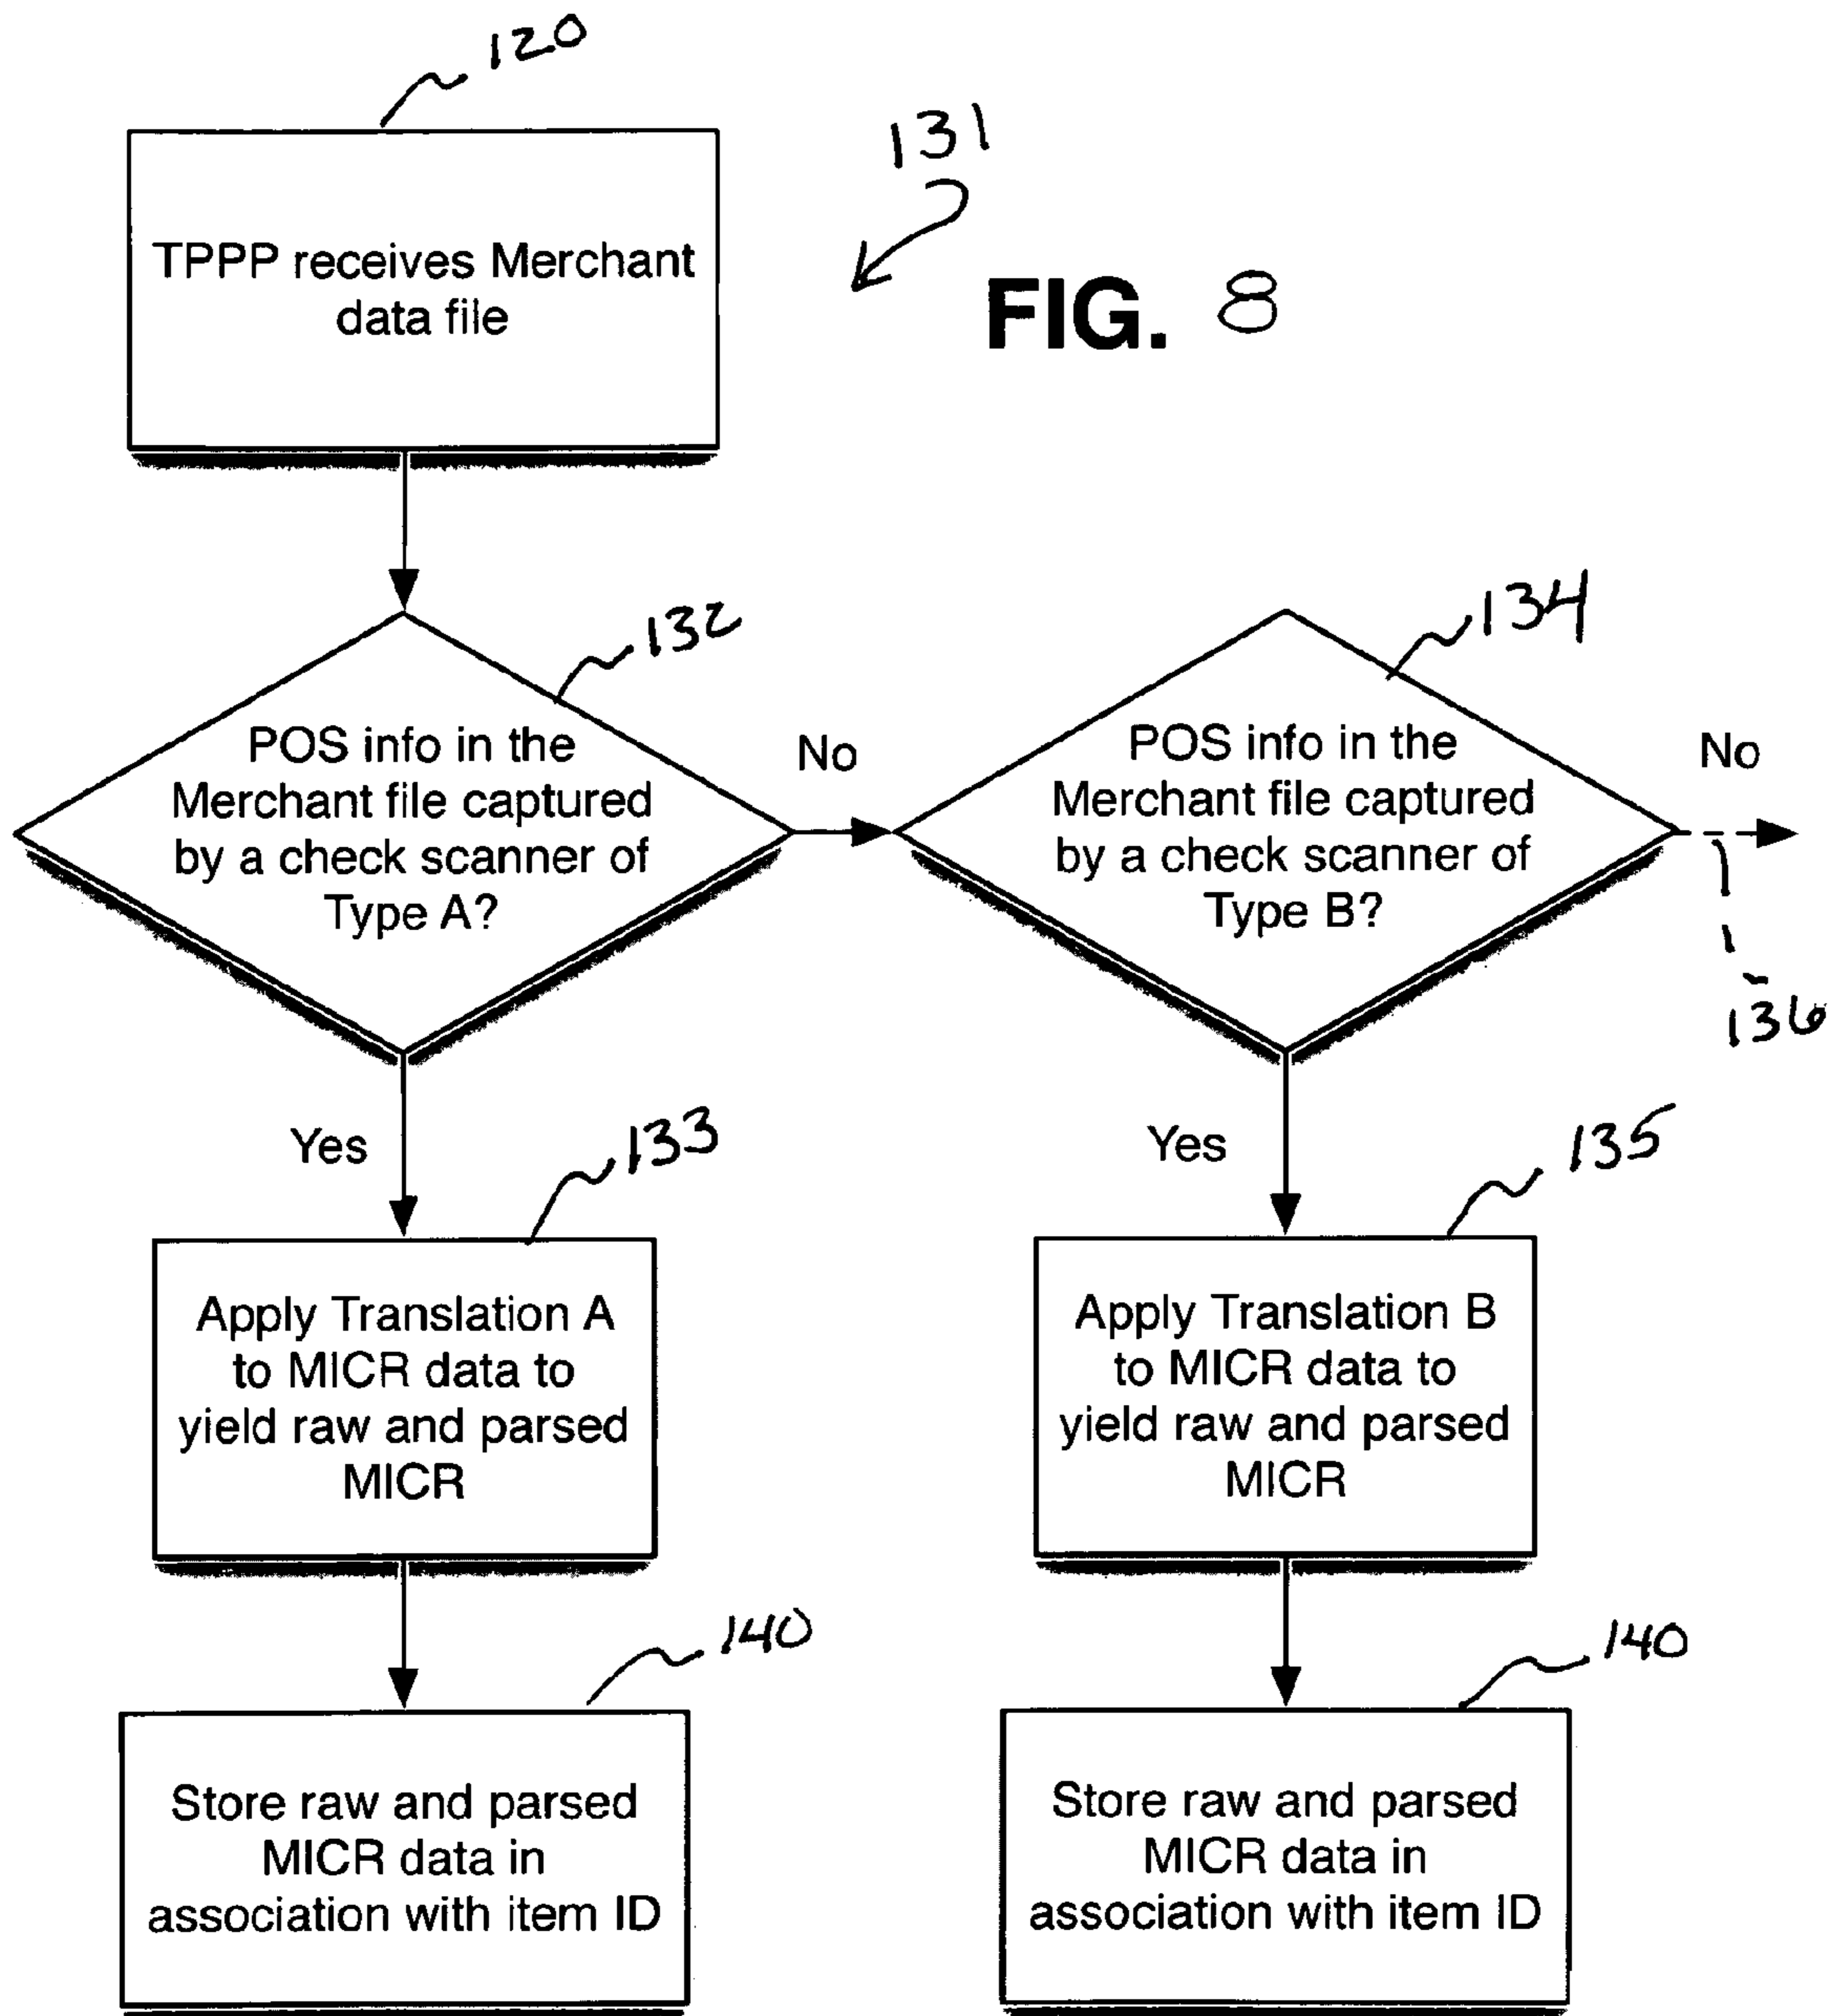 120
TPPP receives Merchant
data file
131
FIG. 8
132
POS info in the
Merchant file captured
by a check scanner of
Type A?
No
134
POS info in the
Merchant file captured
by a check scanner of
Type B?
No
136
Yes
133
Apply Translation A
to MICR data to
yield raw and parsed
MICR
Yes
135
Apply Translation B
to MICR data to
yield raw and parsed
MICR
140
Store raw and parsed
MICR data in
association with item ID
140
Store raw and parsed
MICR data in
association with item ID